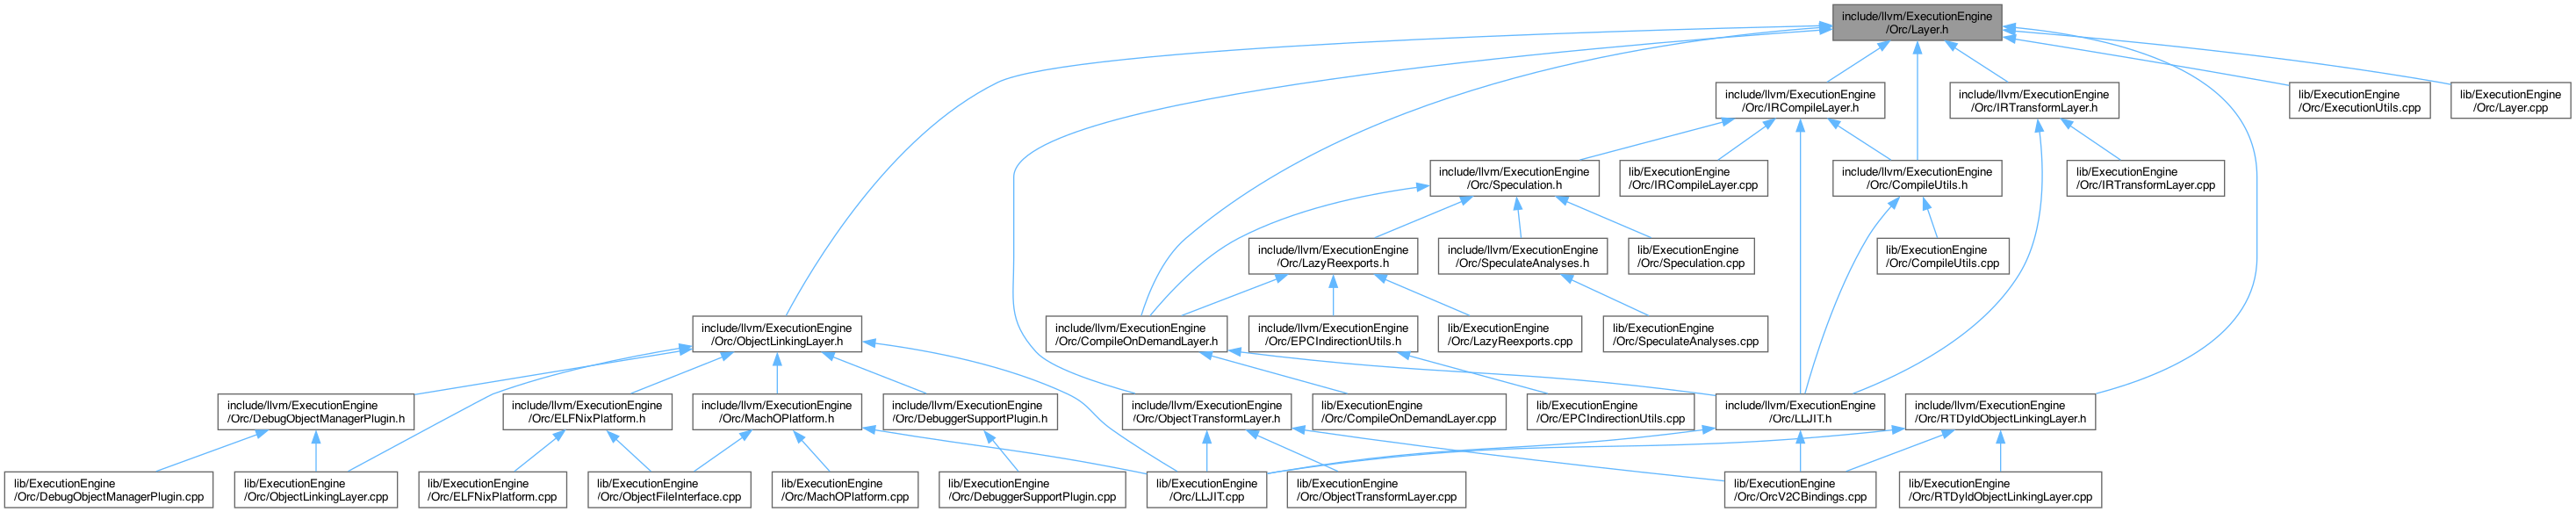 include/llvm/ExecutionEngine
/Orc/Layer.h
include/llvm/ExecutionEngine
/Orc/IRCompileLayer.h
include/llvm/ExecutionEngine
/Orc/IRTransformLayer.h
lib/ExecutionEngine
/Orc/ExecutionUtils.cpp
lib/ExecutionEngine
/Orc/Layer.cpp
include/llvm/ExecutionEngine
/Orc/Speculation.h
lib/ExecutionEngine
/Orc/IRCompileLayer.cpp
include/llvm/ExecutionEngine
/Orc/CompileUtils.h
lib/ExecutionEngine
/Orc/IRTransformLayer.cpp
include/llvm/ExecutionEngine
/Orc/LazyReexports.h
include/llvm/ExecutionEngine
/Orc/SpeculateAnalyses.h
lib/ExecutionEngine
/Orc/Speculation.cpp
lib/ExecutionEngine
/Orc/CompileUtils.cpp
include/llvm/ExecutionEngine
/Orc/ObjectLinkingLayer.h
include/llvm/ExecutionEngine
/Orc/CompileOnDemandLayer.h
include/llvm/ExecutionEngine
/Orc/EPCIndirectionUtils.h
lib/ExecutionEngine
/Orc/LazyReexports.cpp
lib/ExecutionEngine
/Orc/SpeculateAnalyses.cpp
include/llvm/ExecutionEngine
/Orc/DebugObjectManagerPlugin.h
include/llvm/ExecutionEngine
/Orc/ELFNixPlatform.h
include/llvm/ExecutionEngine
/Orc/MachOPlatform.h
include/llvm/ExecutionEngine
/Orc/DebuggerSupportPlugin.h
include/llvm/ExecutionEngine
/Orc/ObjectTransformLayer.h
lib/ExecutionEngine
/Orc/CompileOnDemandLayer.cpp
lib/ExecutionEngine
/Orc/EPCIndirectionUtils.cpp
include/llvm/ExecutionEngine
/Orc/LLJIT.h
include/llvm/ExecutionEngine
/Orc/RTDyldObjectLinkingLayer.h
lib/ExecutionEngine
/Orc/DebugObjectManagerPlugin.cpp
lib/ExecutionEngine
/Orc/ObjectLinkingLayer.cpp
lib/ExecutionEngine
/Orc/ELFNixPlatform.cpp
lib/ExecutionEngine
/Orc/ObjectFileInterface.cpp
lib/ExecutionEngine
/Orc/MachOPlatform.cpp
lib/ExecutionEngine
/Orc/DebuggerSupportPlugin.cpp
lib/ExecutionEngine
/Orc/LLJIT.cpp
lib/ExecutionEngine
/Orc/ObjectTransformLayer.cpp
lib/ExecutionEngine
/Orc/OrcV2CBindings.cpp
lib/ExecutionEngine
/Orc/RTDyldObjectLinkingLayer.cpp